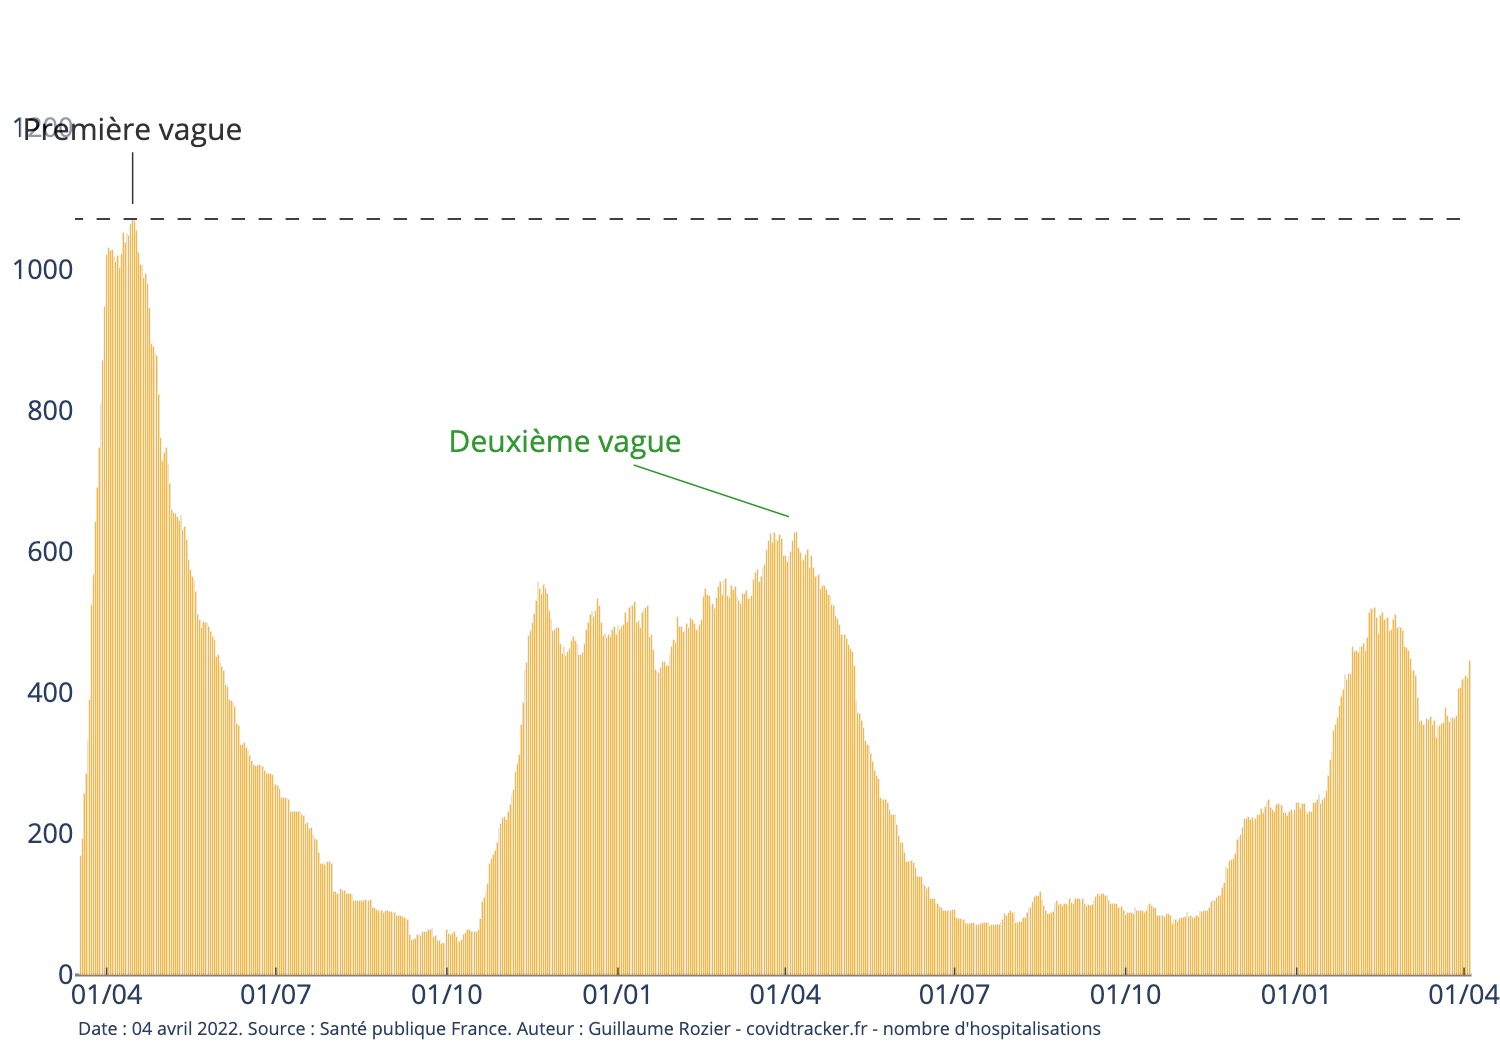 1200
Première vague
1000
800
Deuxième vague
600
400
200
0
01/04 01/07 01/10 01/01 01/04 01/07 01/10 01/01 01/04
Date : 04 avril 2022. Source : Santé publique France. Auteur : Guillaume Rozier - covidtracker.fr - nombre d'hospitalisations